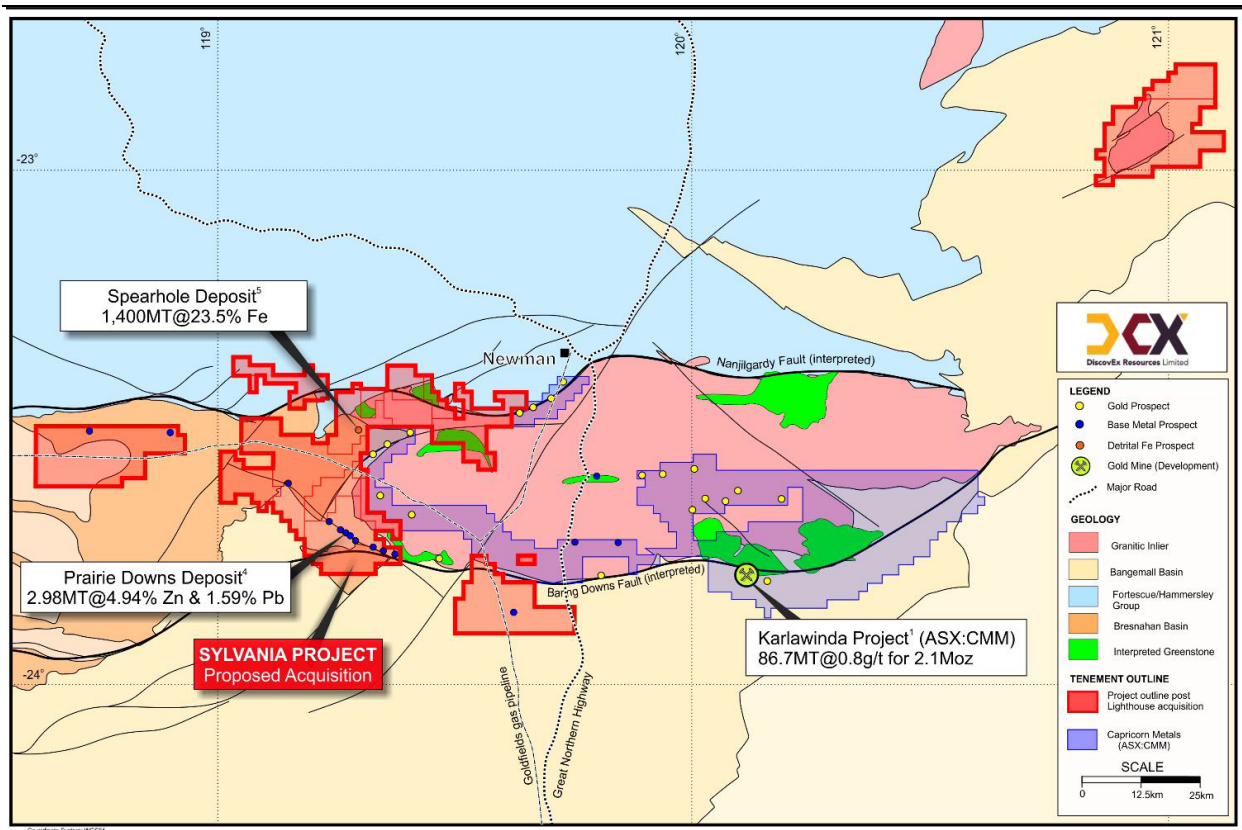 119°
120°
121°
-23°
Spearhole Deposit5
1,400MT@23.5% Fe
Newman
Nanjilgardy Fault (interpreted)
DCX
DiscovEx Resources Limited
LEGEND
Gold Prospect
Base Metal Prospect
Detrital Fe Prospect
Gold Mine (Development)
Major Road
GEOLOGY
Granitic Inlier
Bangemall Basin
Fortescue/Hammersley
Group
Bresnahan Basin
Interpreted Greenstone
TENEMENT OUTLINE
Project outline post
Lighthouse acquisition
Capricorn Metals
(ASX:CMM)
SCALE
0 12.5km 25km
Prairie Downs Deposit4
2.98MT@4.94% Zn & 1.59% Pb
Baring Downs Fault (interpreted)
SYLVANIA PROJECT
Proposed Acquisition
Karlawinda Project1 (ASX:CMM)
86.7MT@0.8g/t for 2.1Moz
-24°
Goldfields gas pipeline
Great Northern Highway